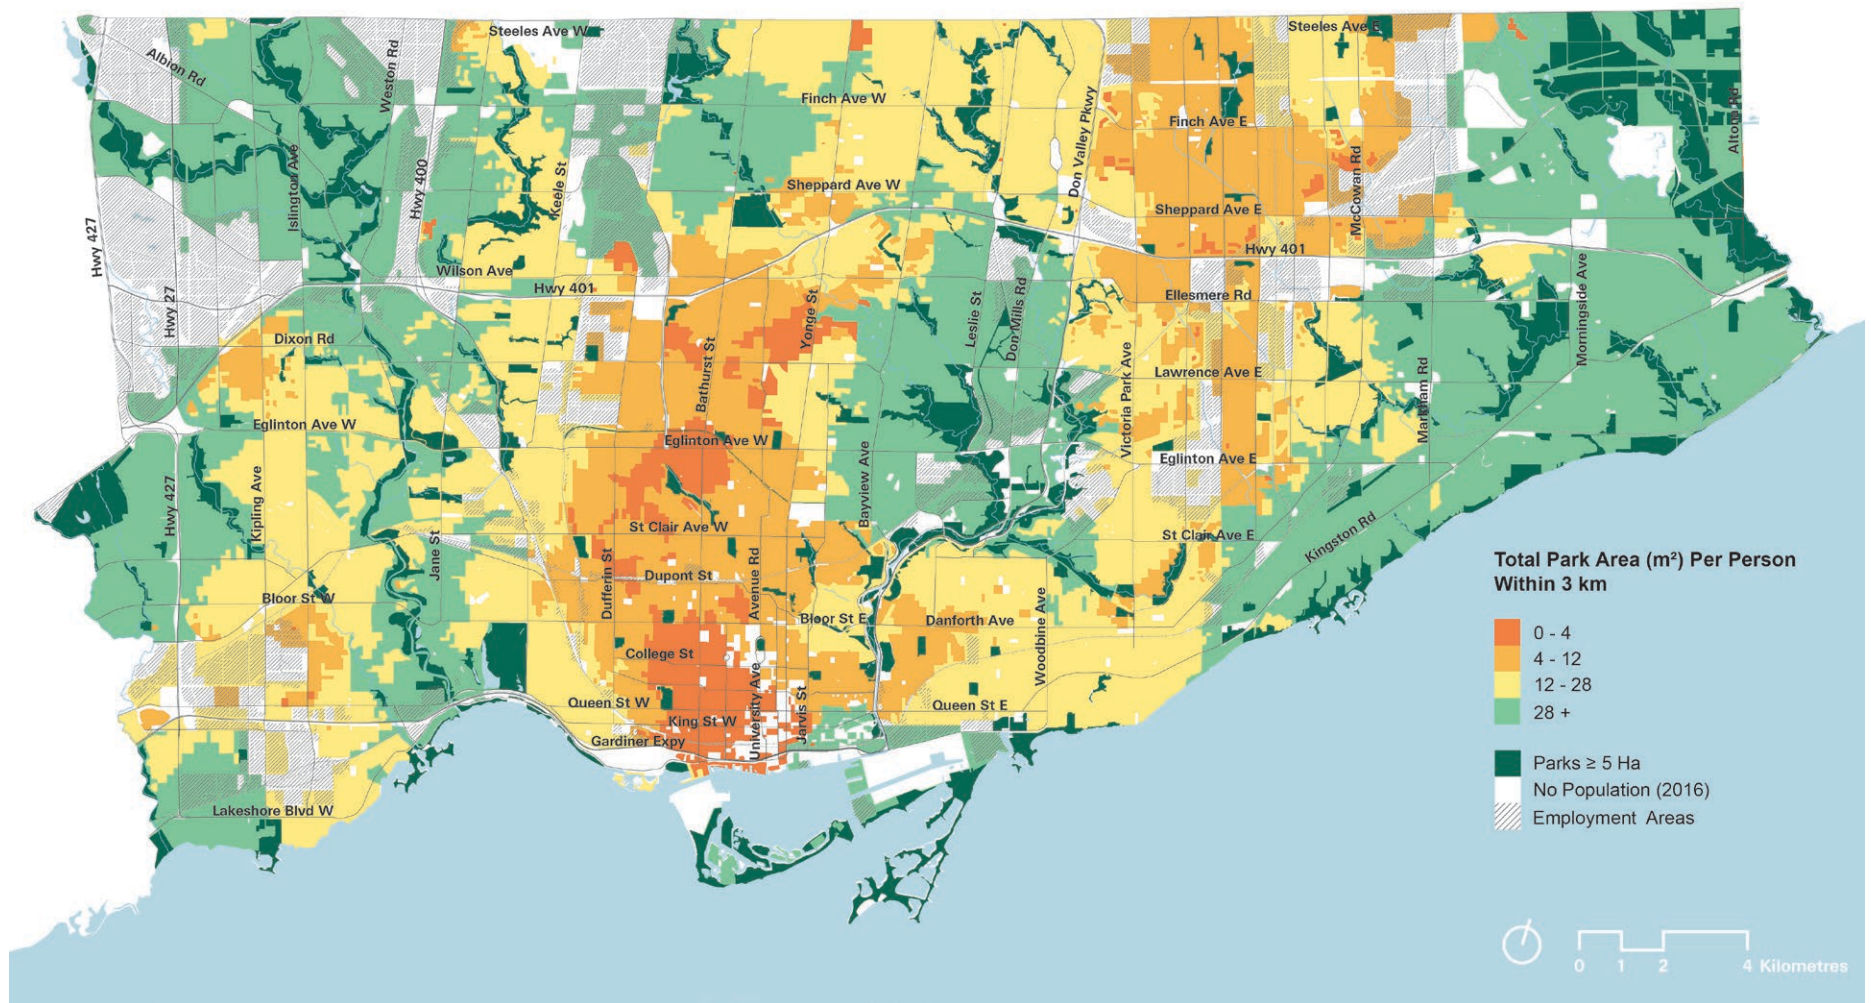 Steeles Ave W
Steeles Ave E
Albion Rd
Weston Rd
Finch Ave W
Don Valley Pkwy
Finch Ave E
Altona Rd
Islington Ave
Hwy 400
Keele St
Sheppard Ave W
McCowan Rd
Sheppard Ave E
Hwy 427
Wilson Ave
Hwy 401
Hwy 401
Hwy 27
Yonge St
Leslie St
Don Mills Rd
Ellesmere Rd
Morningside Ave
Dixon Rd
Bathurst St
Victoria Park Ave
Lawrence Ave E
Markham Rd
Eglinton Ave W
Eglinton Ave W
Eglinton Ave E
Hwy 427
Kipling Ave
Bayview Ave
St Clair Ave W
St Clair Ave E
Kingston Rd
Jane St
Dufferin St
Dupont St
Avenue Rd
Bloor St W
Bloor St E
Danforth Ave
Woodbine Ave
College St
University Ave
Jarvis St
Queen St W
Queen St E
King St W
Gardiner Expy
Lakeshore Blvd W
Total Park Area (m²) Per Person
Within 3 km
0 - 4
4 - 12
12 - 28
28 +
Parks ≥ 5 Ha
No Population (2016)
Employment Areas
0 1 2 4 Kilometres